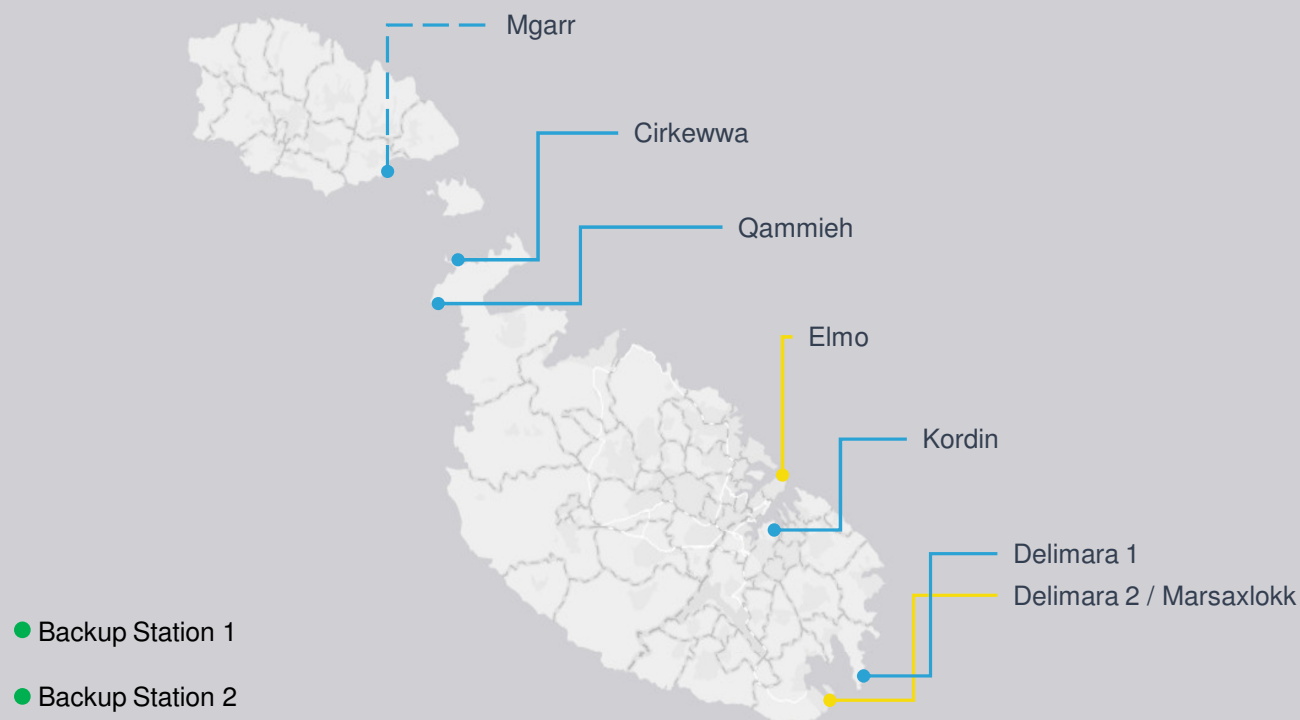 Mgarr
Cirkewwa
Qammieh
Elmo
Kordin
Delimara 1
Delimara 2 / Marsaxlokk
Backup Station 1
Backup Station 2